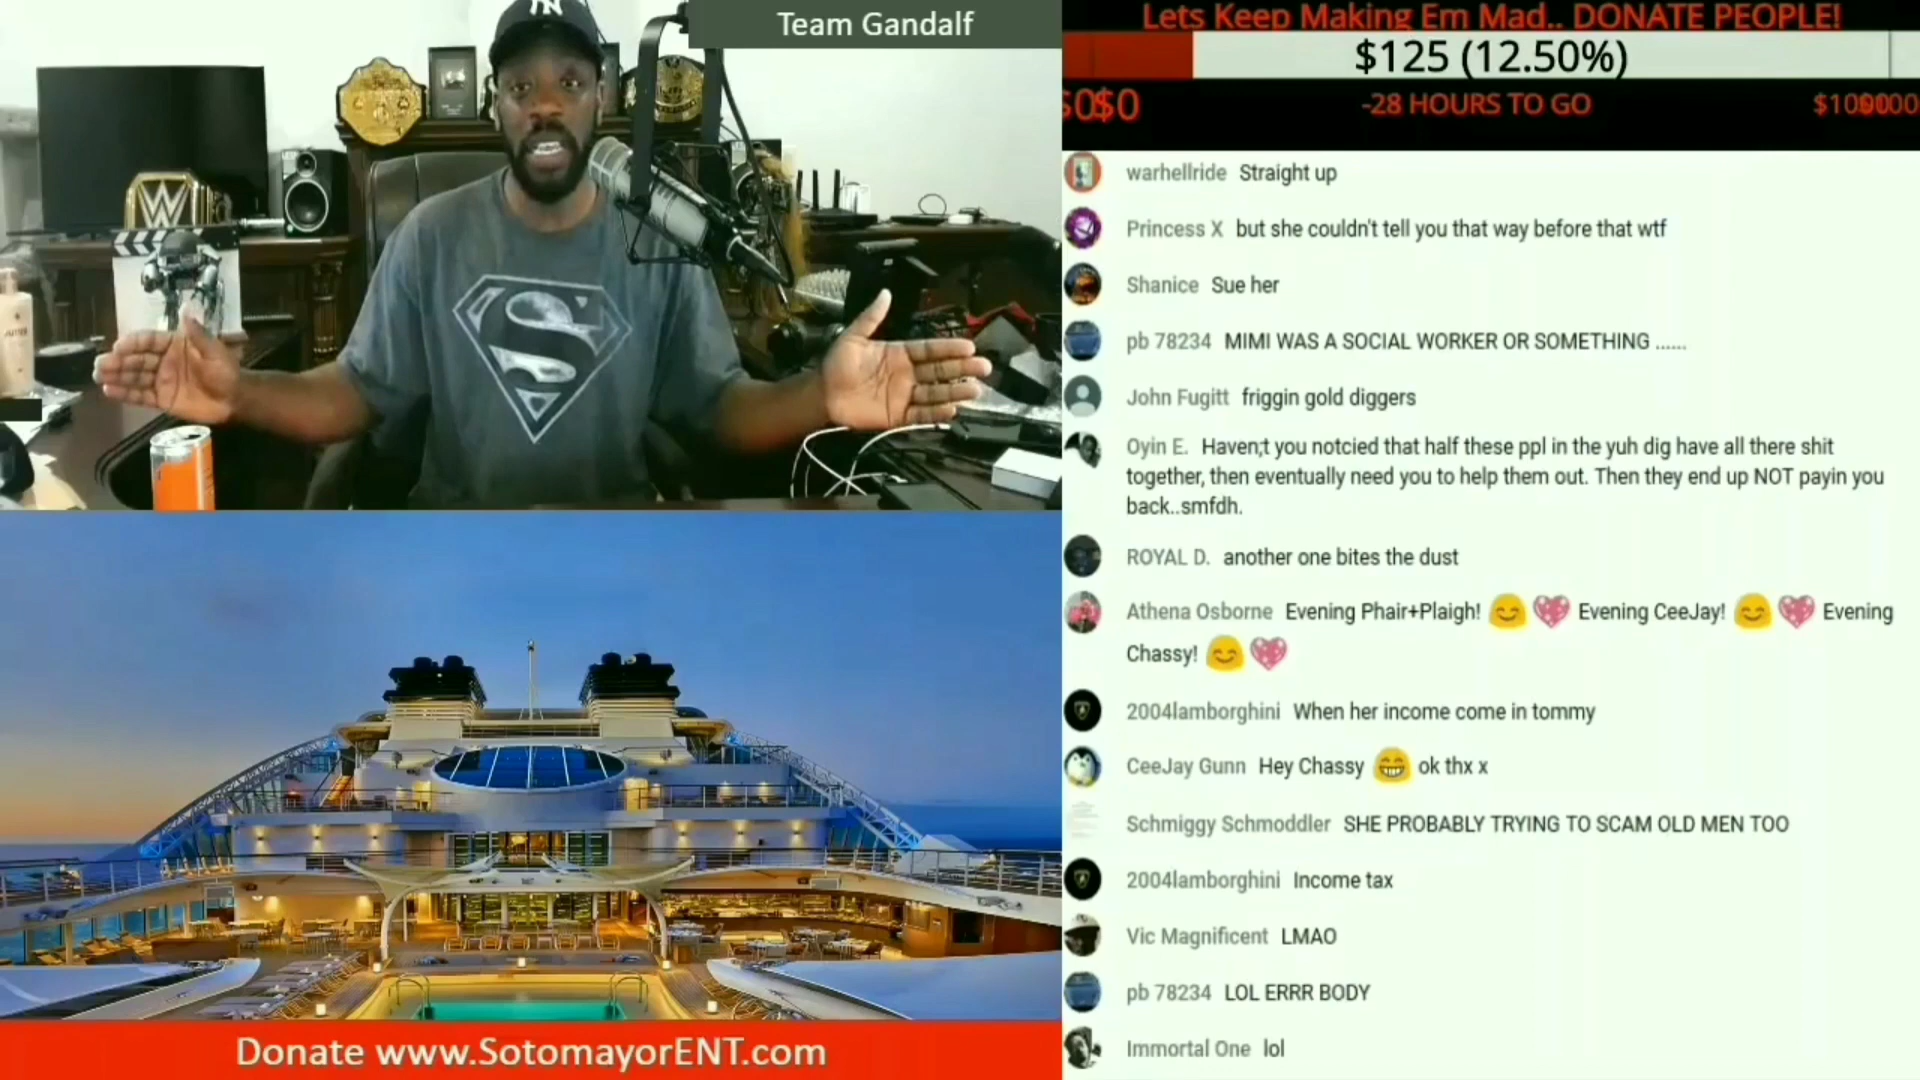 Team Gandalf
NY
W
S
Donate www.SotomayorENT.com
Lets Keep Making Em Mad.. DONATE PEOPLE!
$125 (12.50%)
$0 -28 HOURS TO GO
warhellride Straight up
Princess X but she couldn't tell you that way before that wtf
Shanice Sue her
pb 78234 MIMI WAS A SOCIAL WORKER OR SOMETHING ......
John Fugitt friggin gold diggers
Oyin E. Haven;t you notcied that half these ppl in the yuh dig have all there shit
together, then eventually need you to help them out. Then they end up NOT payin you
back..smfdh.
ROYAL D. another one bites the dust
Athena Osborne Evening Phair+Plaigh! 😊 💖 Evening CeeJay! 😊 💖 Evening
Chassy! 😊 💖
2004lamborghini When her income come in tommy
CeeJay Gunn Hey Chassy 😁 ok thx x
Schmiggy Schmoddler SHE PROBABLY TRYING TO SCAM OLD MEN TOO
2004lamborghini Income tax
Vic Magnificent LMAO
pb 78234 LOL ERRR BODY
Immortal One lol